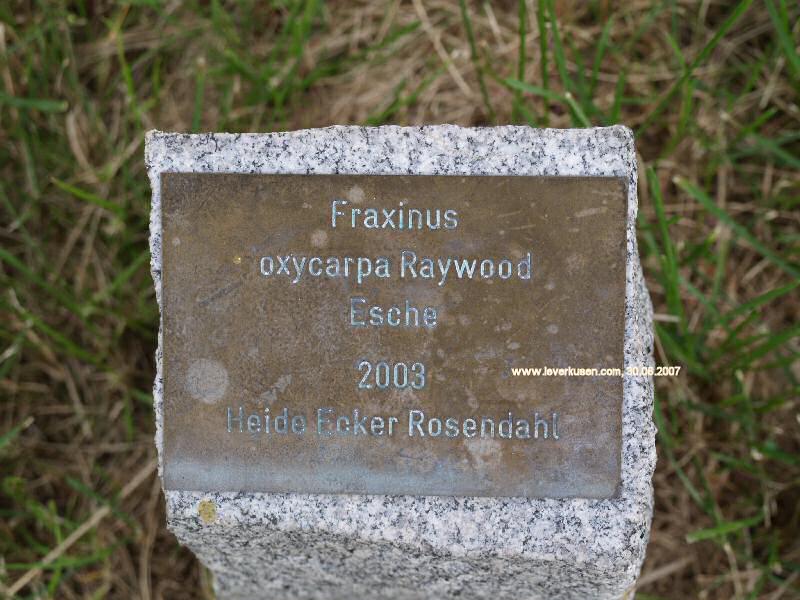 Fraxinus
oxycarpa Raywood
Esche
2003
www.leverkusen.com, 30.06.2007
Heide Ecker Rosendahl